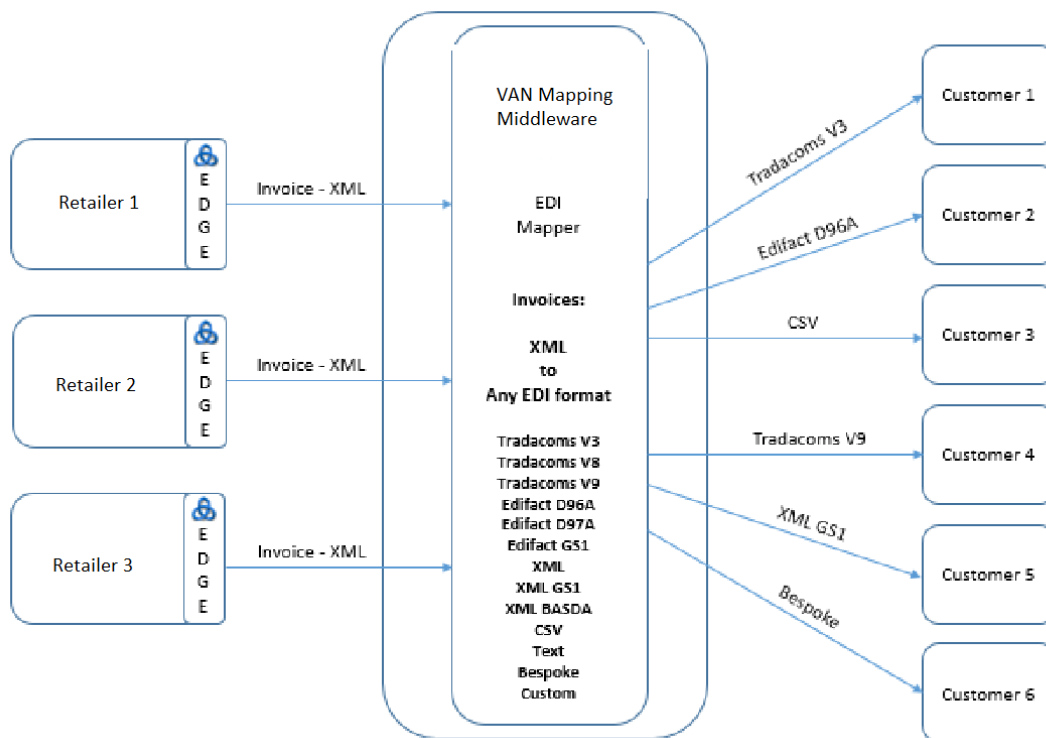 Retailer 1
E
D
G
E
Invoice - XML
Retailer 2
E
D
G
E
Invoice - XML
Retailer 3
E
D
G
E
Invoice - XML
VAN Mapping
Middleware
EDI
Mapper
Invoices:
XML
to
Any EDI format
Tradacoms V3
Tradacoms V8
Tradacoms V9
Edifact D96A
Edifact D97A
Edifact GS1
XML
XML GS1
XML BASDA
CSV
Text
Bespoke
Custom
Tradacoms V3
Customer 1
Edifact D96A
Customer 2
CSV
Customer 3
Tradacoms V9
Customer 4
XML GS1
Customer 5
Bespoke
Customer 6